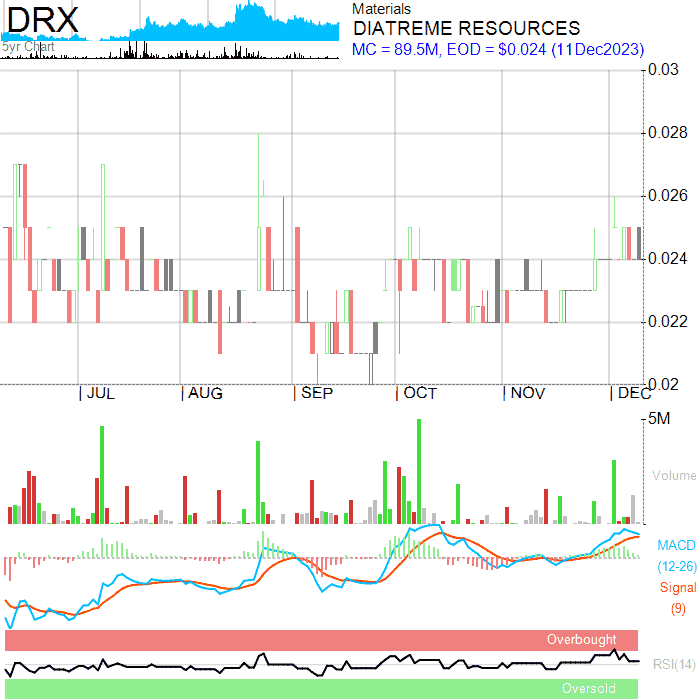 DRX
5yr Chart
Materials
DIATREME RESOURCES
MC = 89.5M, EOD = $0.024 (11Dec2023)
0.03
0.028
0.026
0.024
0.022
0.02
| JUL
| AUG
| SEP
| OCT
| NOV
| DEC
5M
Volume
MACD
(12-26)
Signal
(9)
Overbought
RSI(14)
Oversold